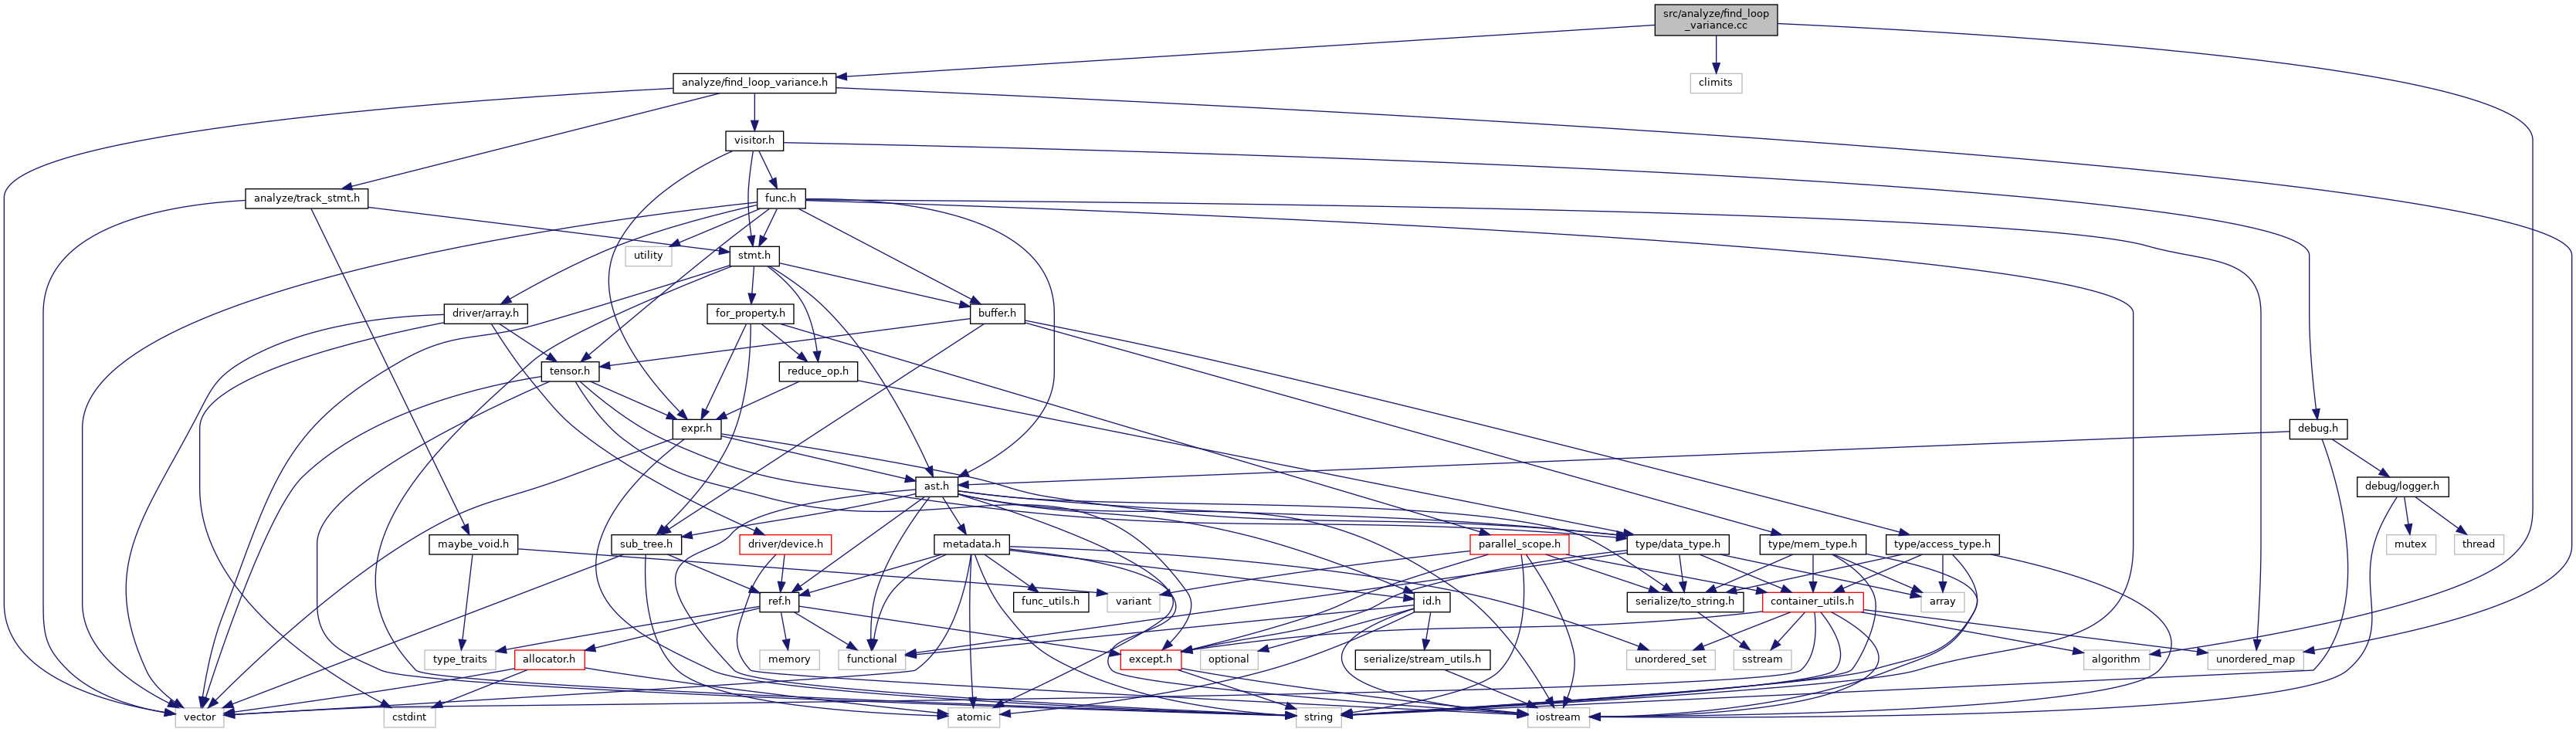 src/analyze/find_loop
_variance.cc
analyze/find_loop_variance.h
climits
visitor.h
analyze/track_stmt.h
func.h
utility
stmt.h
driver/array.h
for_property.h
buffer.h
tensor.h
reduce_op.h
expr.h
debug.h
ast.h
debug/logger.h
maybe_void.h
sub_tree.h
driver/device.h
metadata.h
parallel_scope.h
type/data_type.h
type/mem_type.h
type/access_type.h
mutex
thread
ref.h
func_utils.h
variant
id.h
serialize/to_string.h
container_utils.h
array
type_traits
allocator.h
memory
functional
except.h
optional
serialize/stream_utils.h
unordered_set
sstream
algorithm
unordered_map
vector
cstdint
atomic
string
iostream